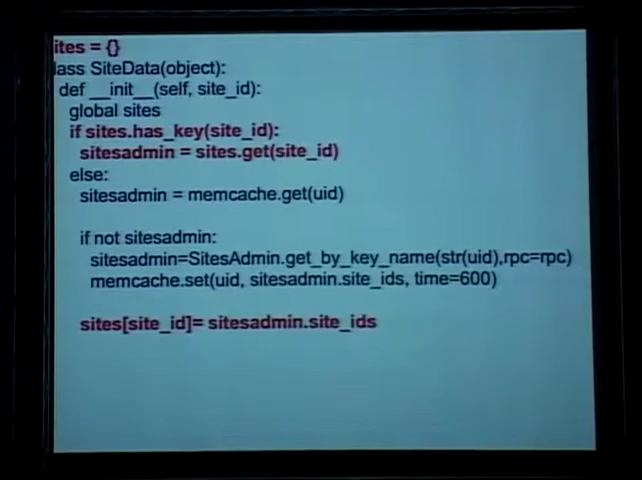 ites = {}
lass SiteData(object):
def __init__(self, site_id):
global sites
if sites.has_key(site_id):
sitesadmin = sites.get(site_id)
else:
sitesadmin = memcache.get(uid)
if not sitesadmin:
sitesadmin=SitesAdmin.get_by_key_name(str(uid),rpc=rpc)
memcache.set(uid, sitesadmin.site_ids, time=600)
sites[site_id]= sitesadmin.site_ids